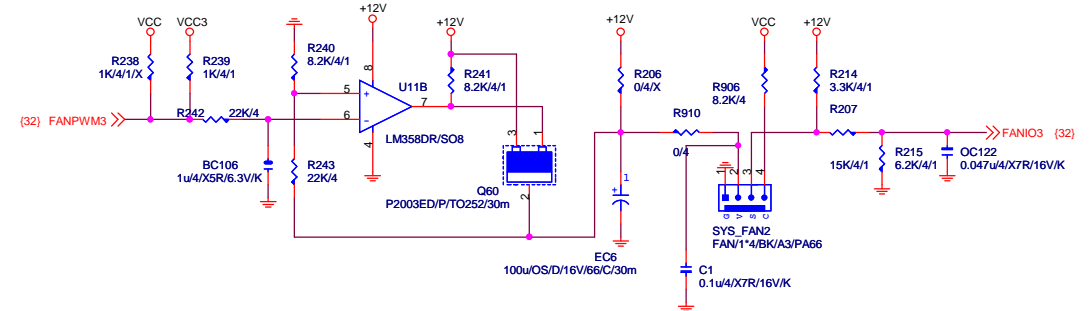 VCC
VCC3
+12V
+12V
+12V
VCC
+12V
R238
1K/4/1/X
R239
1K/4/1
R240
8.2K/4/1
8
U11B
R241
8.2K/4/1
R206
0/4/X
R906
8.2K/4
R214
3.3K/4/1
{32} FANPWM3
R242
22K/4
5
+
6
-
7
4
LM358DR/SO8
3
1
R910
0/4
R207
15K/4/1
FANIO3 {32}
BC106
1u/4/X5R/6.3V/K
R243
22K/4
R215
6.2K/4/1
OC122
0.047u/4/X7R/16V/K
Q60
P2003ED/P/TO252/30m
2
1
+
EC6
100u/OS/D/16V/66/C/30m
1
2
3
4
G
V
S
C
SYS_FAN2
FAN/1*4/BK/A3/PA66
C1
0.1u/4/X7R/16V/K